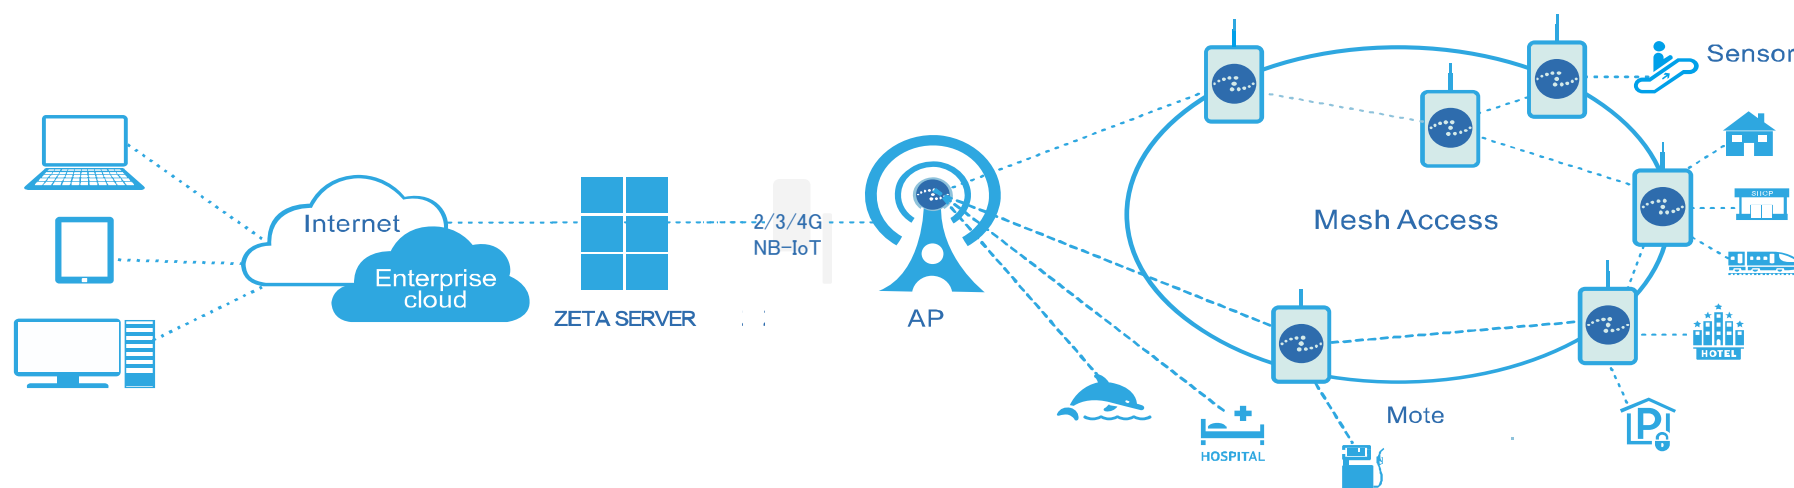 Sensor
SHOP
Internet
Mesh Access
2/3/4G
NB-IoT
Enterprise
cloud
ZETA SERVER
AP
HOTEL
Mote
P
HOSPITAL